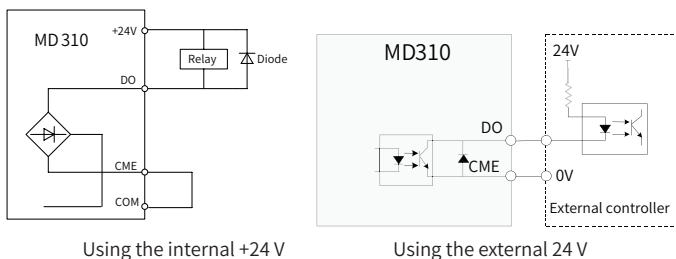 MD310
+24V
Relay
Diode
DO
CME
COM
Using the internal +24 V
MD310
24V
DO
CME
0V
External controller
Using the external 24 V